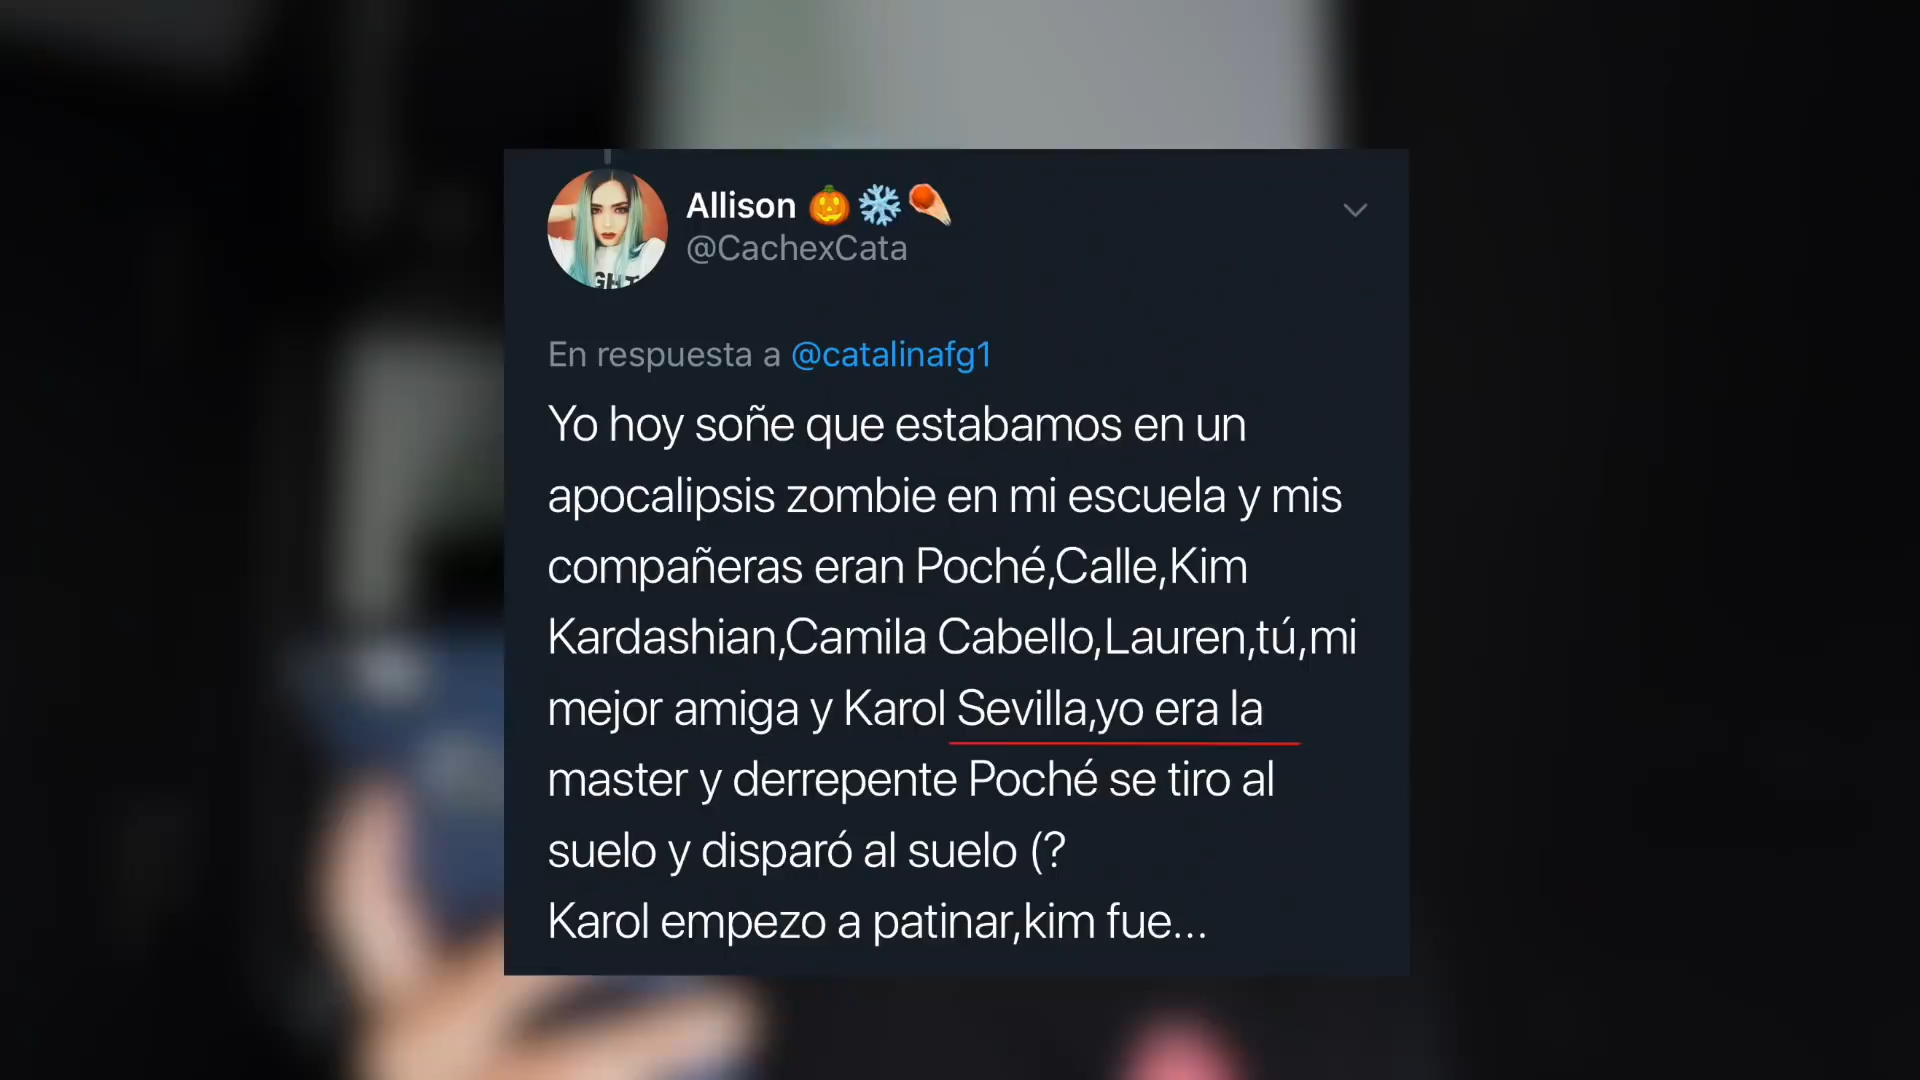 Allison 🎃❄️☄️
@CachexCata
GHT
En respuesta a @catalinafg1
Yo hoy soñe que estabamos en un
apocalipsis zombie en mi escuela y mis
compañeras eran Poché,Calle,Kim
Kardashian,Camila Cabello,Lauren,tú,mi
mejor amiga y Karol Sevilla,yo era la
master y derrepente Poché se tiro al
suelo y disparó al suelo (?
Karol empezo a patinar,kim fue...